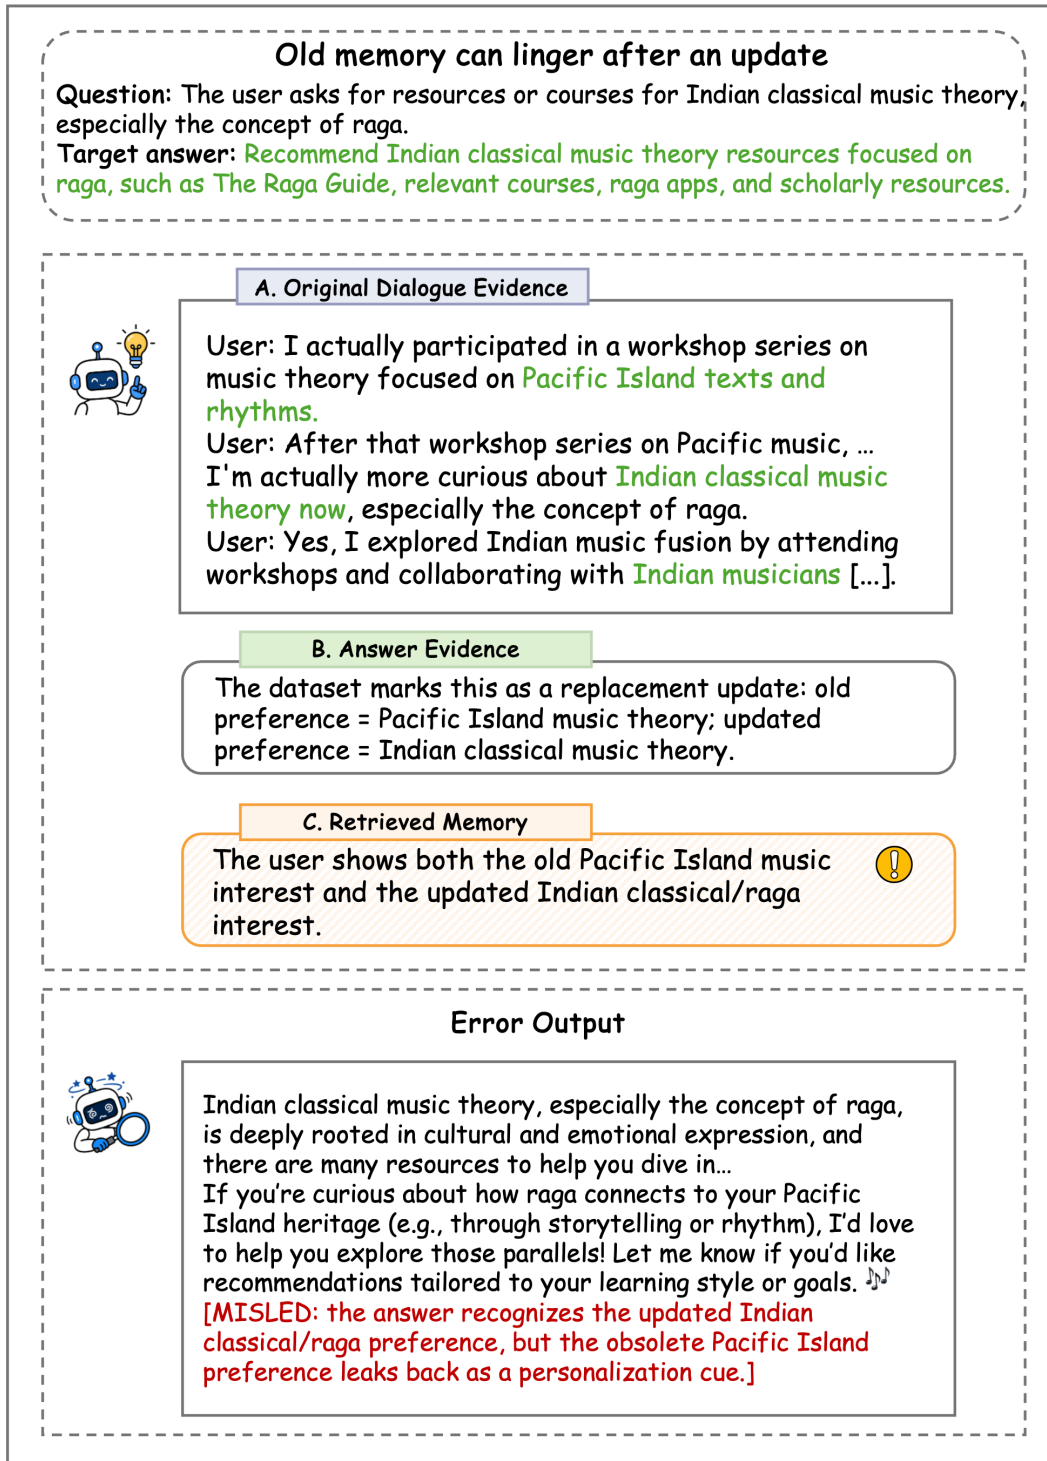 Old memory can linger after an update
Question: The user asks for resources or courses for Indian classical music theory,
especially the concept of raga.
Target answer: Recommend Indian classical music theory resources focused on
raga, such as The Raga Guide, relevant courses, raga apps, and scholarly resources.
A. Original Dialogue Evidence
User: I actually participated in a workshop series on
music theory focused on Pacific Island texts and
rhythms.
User: After that workshop series on Pacific music, ...
I'm actually more curious about Indian classical music
theory now, especially the concept of raga.
User: Yes, I explored Indian music fusion by attending
workshops and collaborating with Indian musicians [...].
B. Answer Evidence
The dataset marks this as a replacement update: old
preference = Pacific Island music theory; updated
preference = Indian classical music theory.
C. Retrieved Memory
The user shows both the old Pacific Island music
interest and the updated Indian classical/raga
interest.
Error Output
Indian classical music theory, especially the concept of raga,
is deeply rooted in cultural and emotional expression, and
there are many resources to help you dive in...
If you're curious about how raga connects to your Pacific
Island heritage (e.g., through storytelling or rhythm), I'd love
to help you explore those parallels! Let me know if you'd like
recommendations tailored to your learning style or goals. 🎶
[MISLED: the answer recognizes the updated Indian
classical/raga preference, but the obsolete Pacific Island
preference leaks back as a personalization cue.]